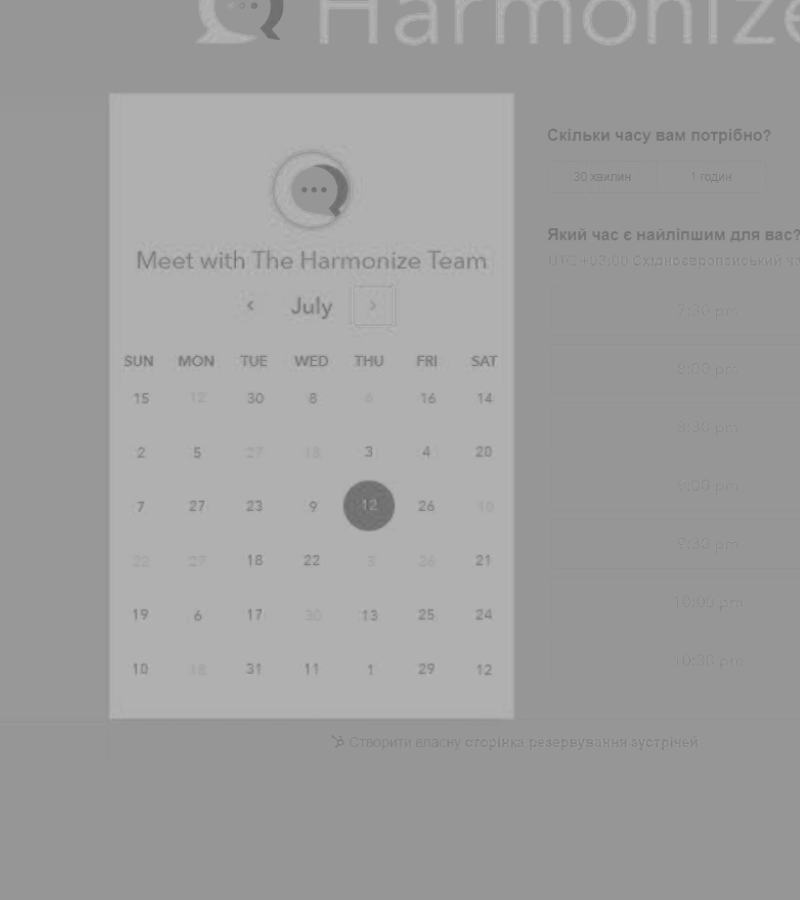 Harmonize
Meet with The Harmonize Team
July
SUN MON TUE WED THU FRI SAT
15 12 30 8 6 16 14
2 5 27 18 3 4 20
7 27 23 9 12 26 10
22 27 18 22 3 26 21
19 6 17 30 13 25 24
10 18 31 11 1 29 12
Скільки часу вам потрібно?
30 хвилин 1 годин
Який час є найліпшим для вас?
UTC +03:00 Східноєвропейський
7:30 pm
8:00 pm
8:30 pm
9:00 pm
9:30 pm
10:00 pm
10:30 pm
Створити власну сторінка резервування зустрічей